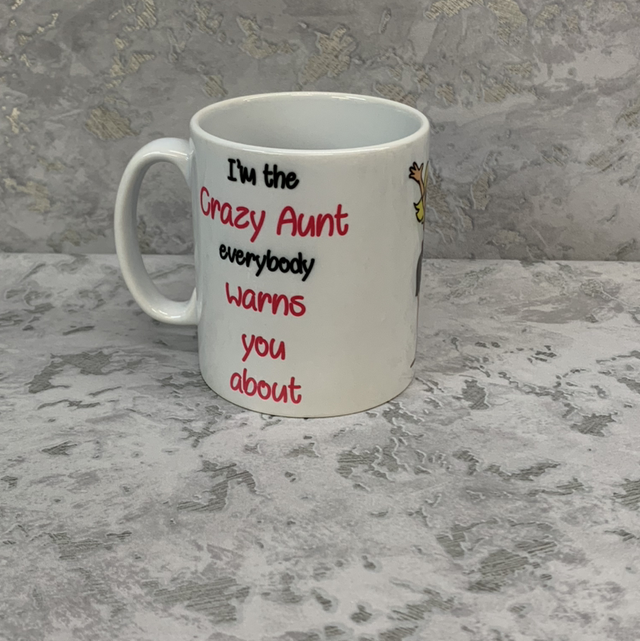 I'm the
Crazy Aunt
everybody
warns
you
about